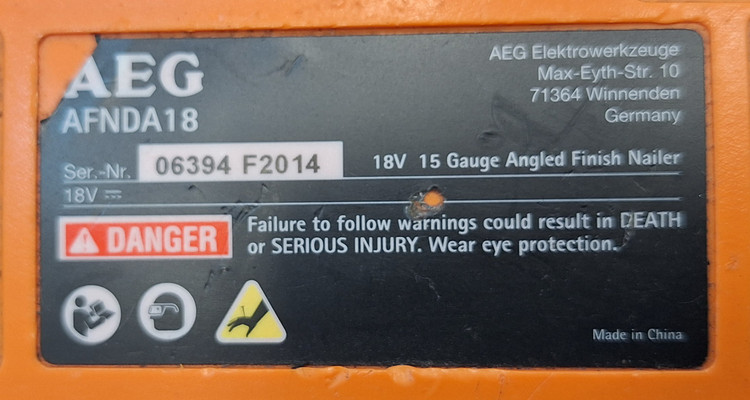 AEG
AFNDA18
AEG Elektrowerkzeuge
Max-Eyth-Str. 10
71364 Winnenden
Germany
Ser.-Nr. 06394 F2014
18V 15 Gauge Angled Finish Nailer
18V ⎓
DANGER
Failure to follow warnings could result in DEATH
or SERIOUS INJURY. Wear eye protection.
Made in China